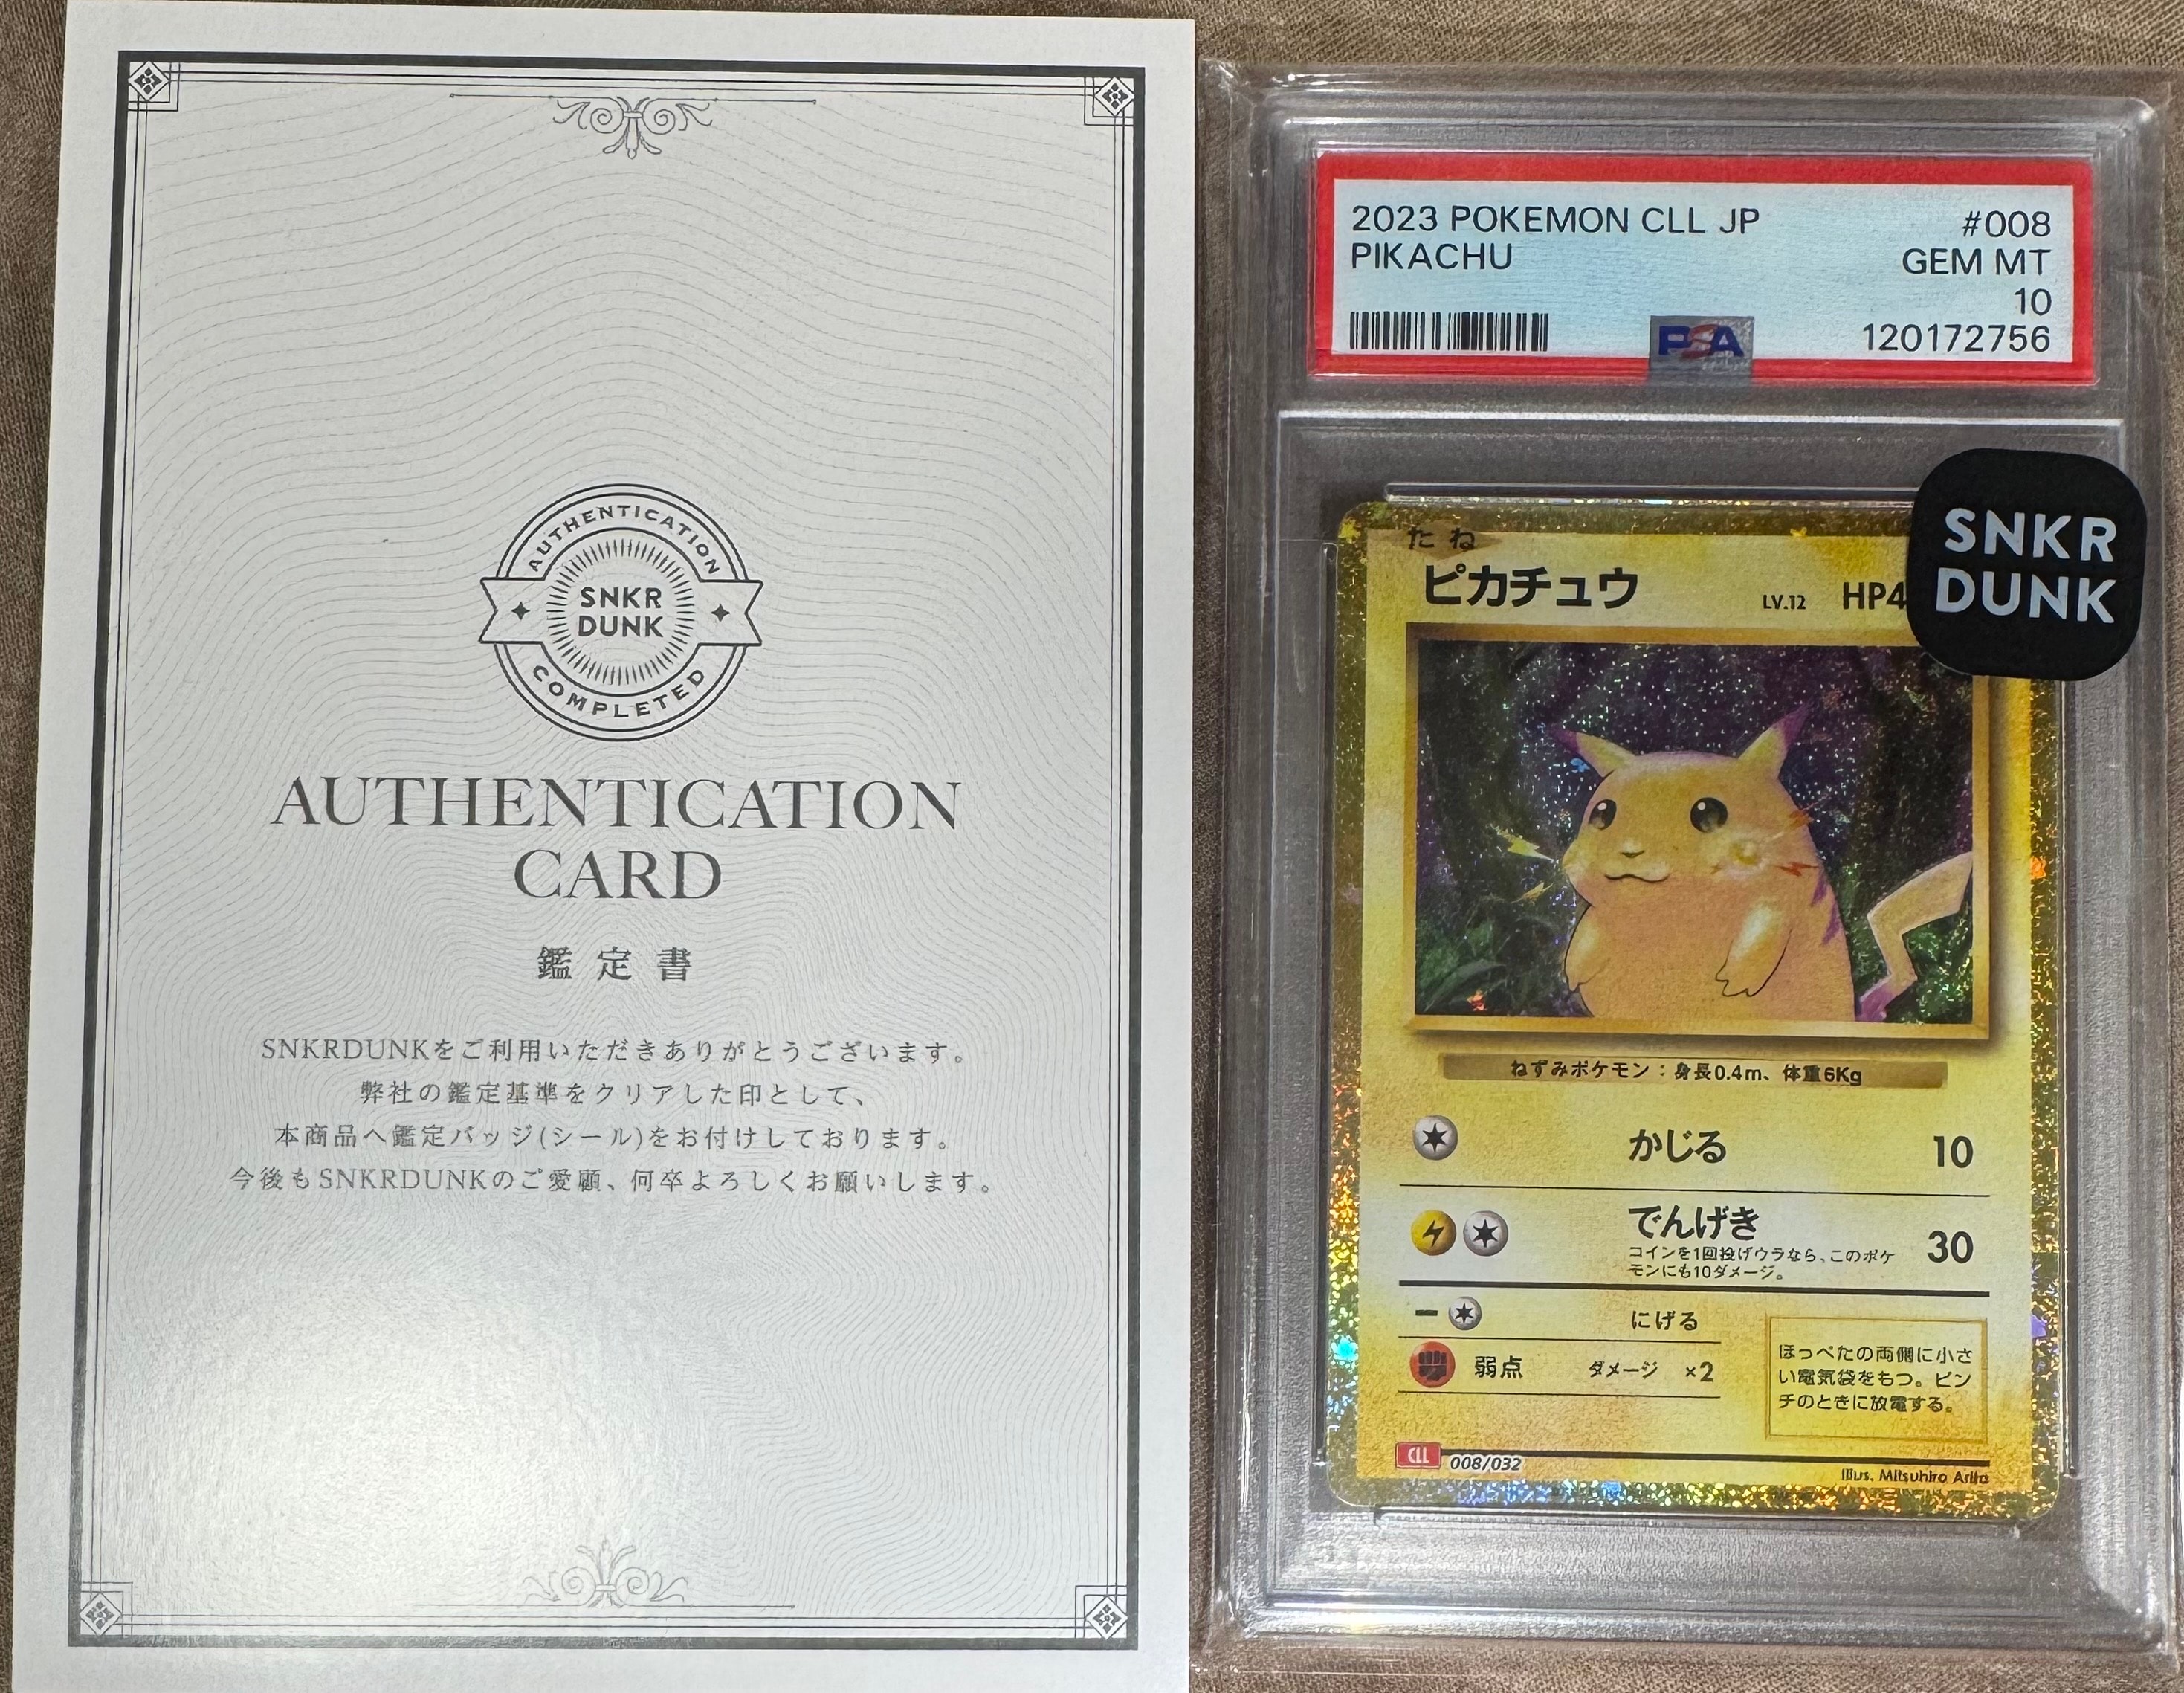 AUTHENTICATION
SNKR
DUNK
COMPLETED
AUTHENTICATION
CARD
鑑定書
SNKRDUNKをご利用いただきありがとうございます。
弊社の鑑定基準をクリアした印として、
本商品へ鑑定バッジ(シール)をお付けしております。
今後もSNKRDUNKのご愛顧、何卒よろしくお願いします。
2023 POKEMON CLL JP #008
PIKACHU GEM MT
10
PSA 120172756
SNKR
DUNK
たね
ピカチュウ LV.12 HP4
ねずみポケモン：身長0.4m、体重6Kg
かじる 10
でんげき 30
コインを1回投げウラなら、このポケ
モンにも10ダメージ。
にげる
弱点 ダメージ ×2
ほっぺたの両側に小さ
い電気袋をもつ。ピン
チのときに放電する。
CLL 008/032
Illus. Mitsuhiro Arita